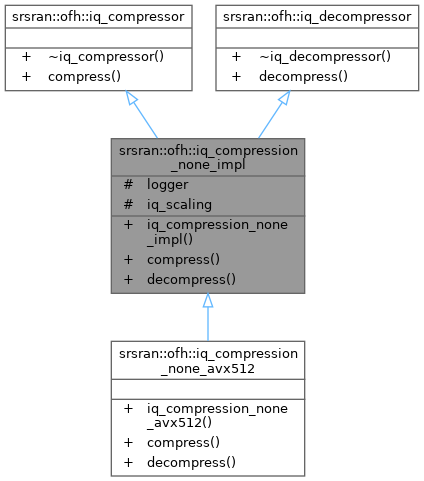 srsran::ofh::iq_compressor
+ ~iq_compressor()
+ compress()
srsran::ofh::iq_decompressor
+ ~iq_decompressor()
+ decompress()
srsran::ofh::iq_compression
_none_impl
# logger
# iq_scaling
+ iq_compression_none
_impl()
+ compress()
+ decompress()
srsran::ofh::iq_compression
_none_avx512
+ iq_compression_none
_avx512()
+ compress()
+ decompress()